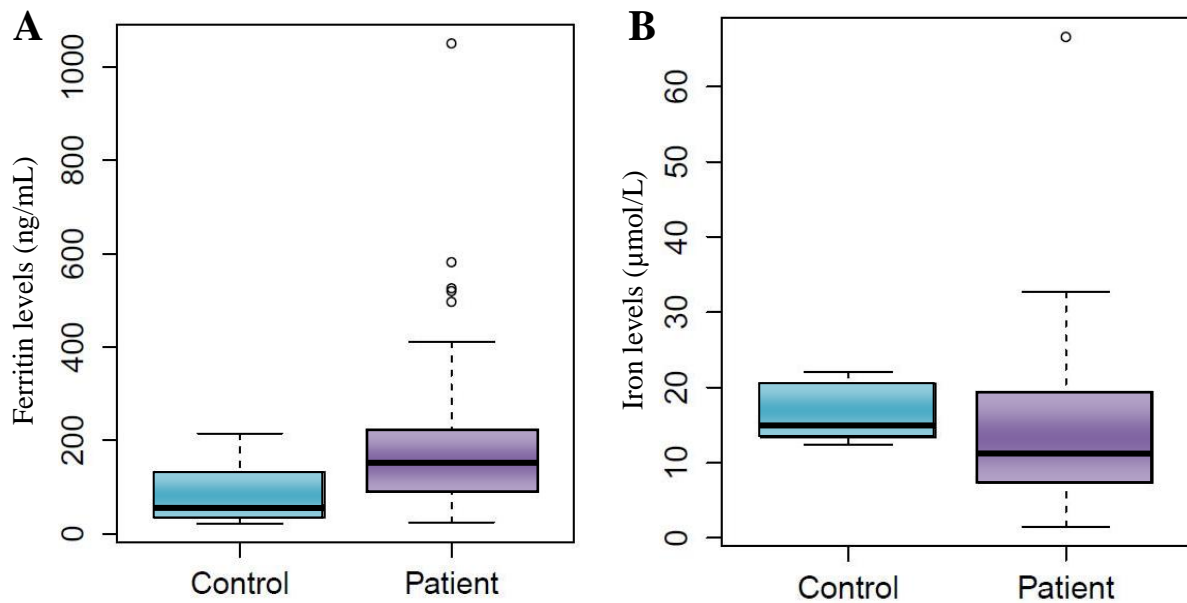 A
Ferritin levels (ng/mL)
1000
800
600
400
200
0
Control
Patient
B
Iron levels (µmol/L)
60
50
40
30
20
10
0
Control
Patient